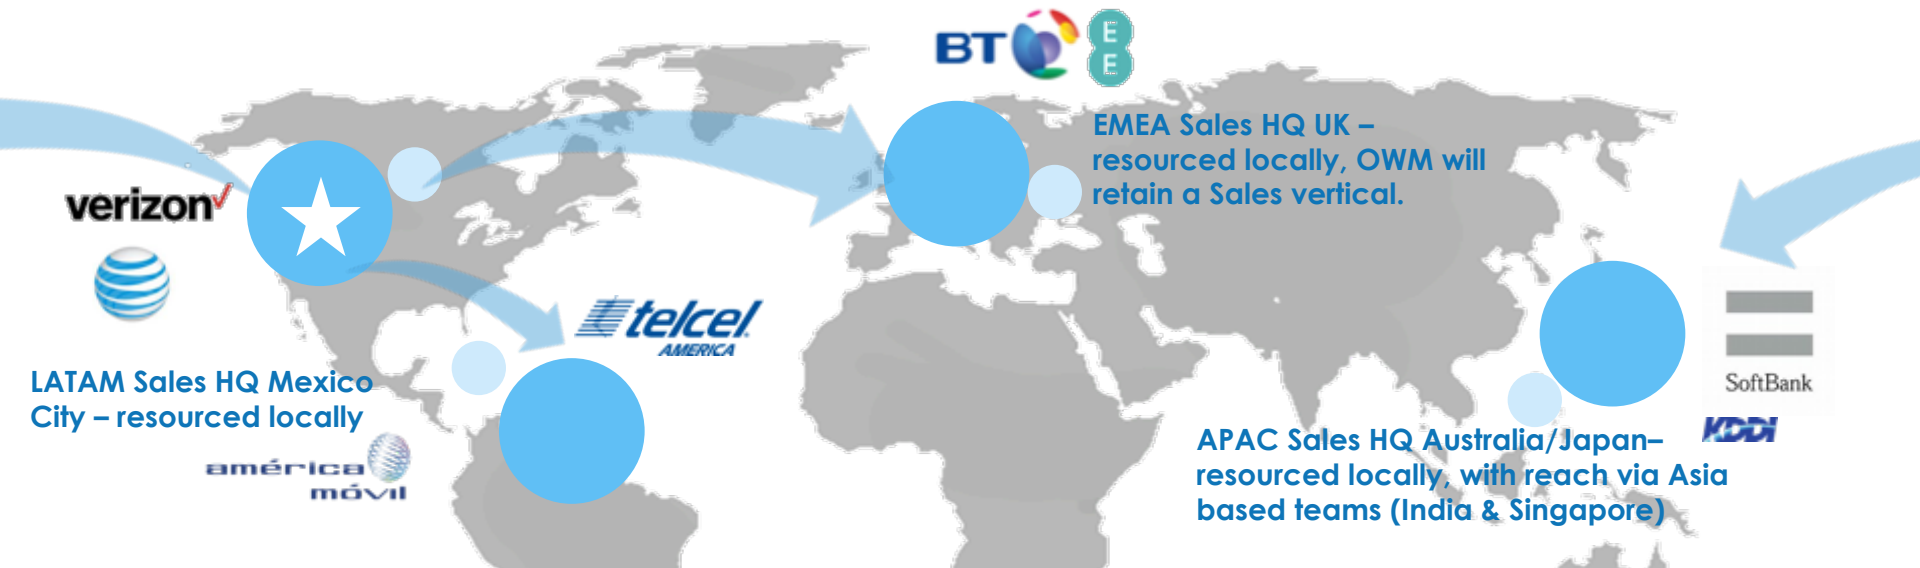 BT
E
E
EMEA Sales HQ UK –
resourced locally, OWM will
retain a Sales vertical.
verizon
telcel
AMERICA
LATAM Sales HQ Mexico
City – resourced locally
américa
móvil
SoftBank
KDDI
APAC Sales HQ Australia/Japan–
resourced locally, with reach via Asia
based teams (India & Singapore)